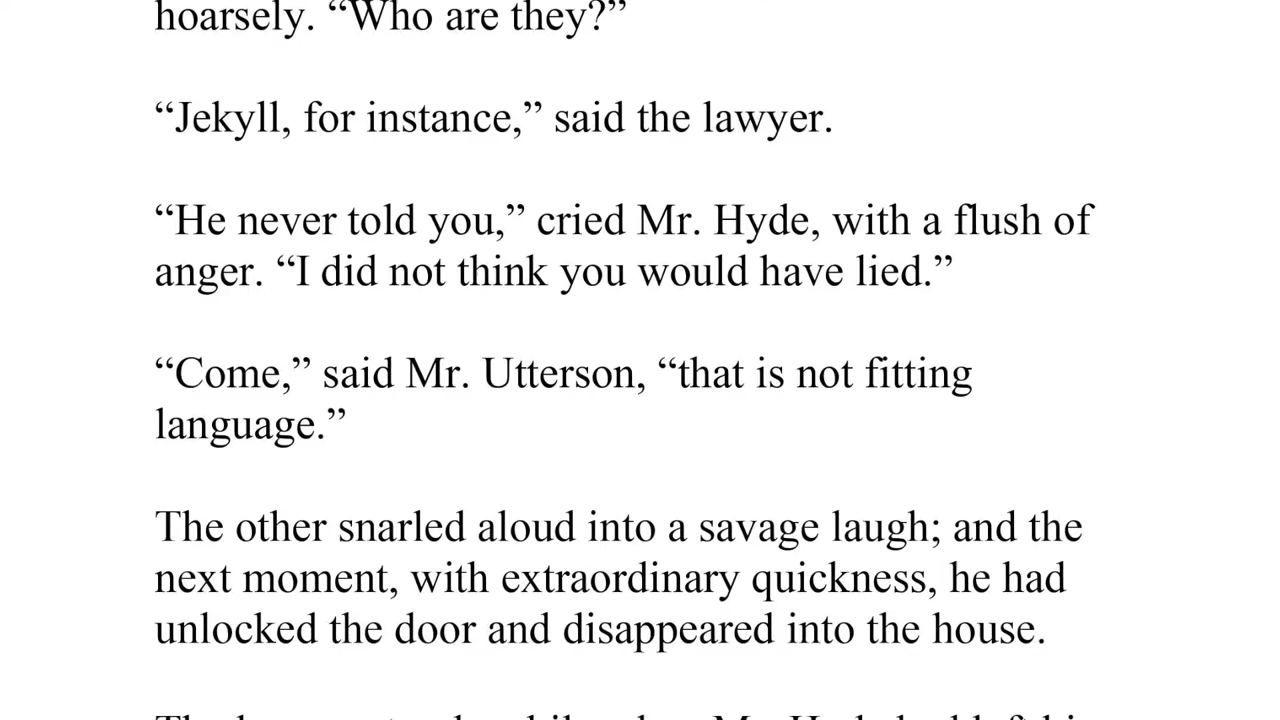 hoarsely. “Who are they?”
“Jekyll, for instance,” said the lawyer.
“He never told you,” cried Mr. Hyde, with a flush of
anger. “I did not think you would have lied.”
“Come,” said Mr. Utterson, “that is not fitting
language.”
The other snarled aloud into a savage laugh; and the
next moment, with extraordinary quickness, he had
unlocked the door and disappeared into the house.